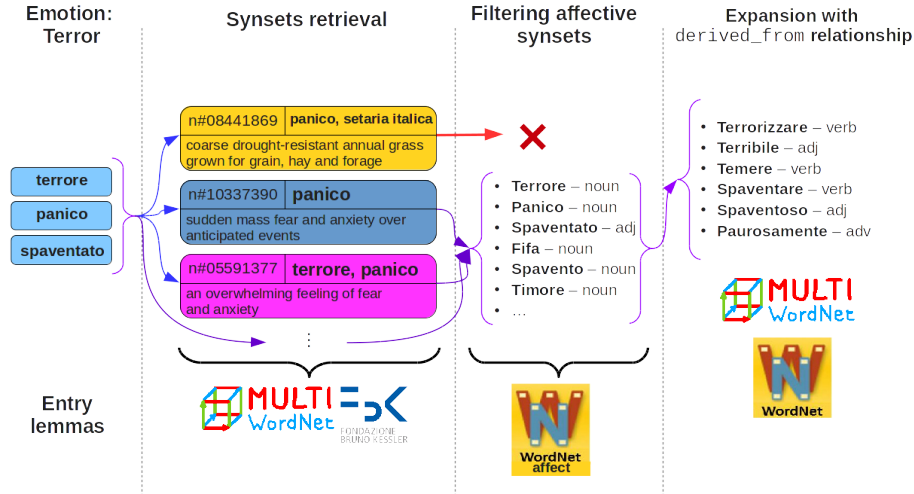 Emotion:
Terror
Synsets retrieval
Filtering affective
synsets
Expansion with
derived_from relationship
terrore
panico
spaventato
n#08441869 panico, setaria italica
coarse drought-resistant annual grass
grown for grain, hay and forage
n#10337390 panico
sudden mass fear and anxiety over
anticipated events
n#05591377 terrore, panico
an overwhelming feeling of fear
and anxiety
⋮
• Terrore – noun
• Panico – noun
• Spaventato – adj
• Fifa – noun
• Spavento – noun
• Timore – noun
• ...
• Terrorizzare – verb
• Terribile – adj
• Temere – verb
• Spaventare – verb
• Spaventoso – adj
• Paurosamente – adv
MULTI
WordNet
W N
WordNet
Entry
lemmas
MULTI
WordNet
FBK
FONDAZIONE
BRUNO KESSLER
W N
WordNet
affect